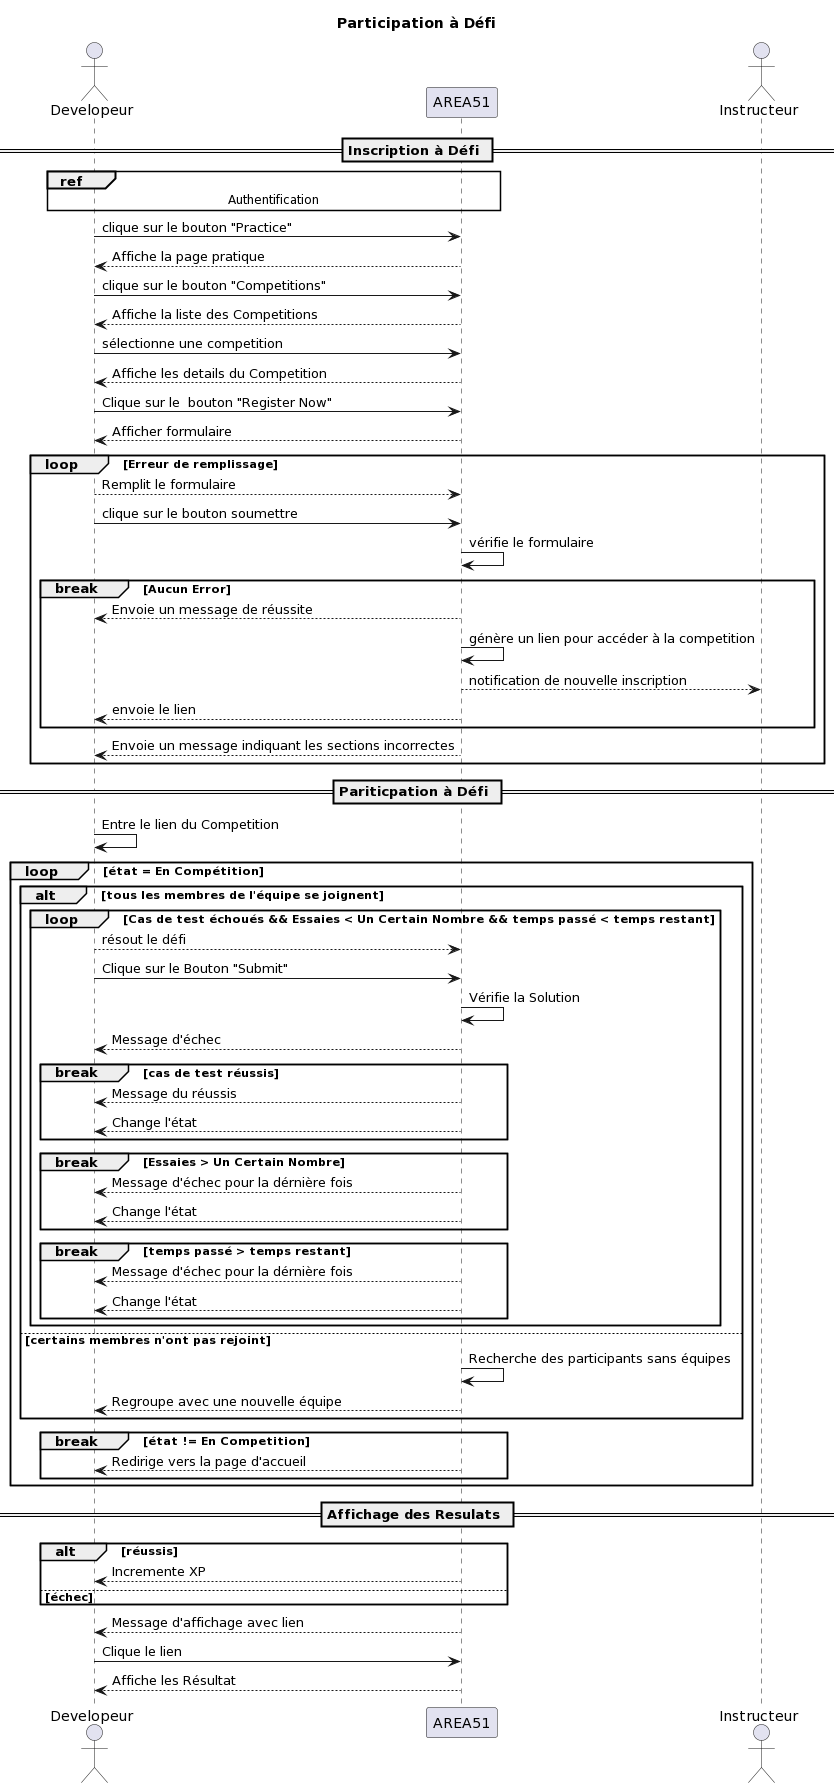 Participation à Défi
Developeur
AREA51
Instructeur
Inscription à Défi
ref
Authentification
clique sur le bouton "Practice"
Affiche la page pratique
clique sur le bouton "Competitions"
Affiche la liste des Competitions
sélectionne une competition
Affiche les details du Competition
Clique sur le  bouton "Register Now"
Afficher formulaire
loop [Erreur de remplissage]
Remplit le formulaire
clique sur le bouton soumettre
vérifie le formulaire
break [Aucun Error]
Envoie un message de réussite
génère un lien pour accéder à la competition
notification de nouvelle inscription
envoie le lien
Envoie un message indiquant les sections incorrectes
Pariticpation à Défi
Entre le lien du Competition
loop [état = En Compétition]
alt [tous les membres de l'équipe se joignent]
loop [Cas de test échoués && Essaies < Un Certain Nombre && temps passé < temps restant]
résout le défi
Clique sur le Bouton "Submit"
Vérifie la Solution
Message d'échec
break [cas de test réussis]
Message du réussis
Change l'état
break [Essaies > Un Certain Nombre]
Message d'échec pour la dérnière fois
Change l'état
break [temps passé > temps restant]
Message d'échec pour la dérnière fois
Change l'état
[certains membres n'ont pas rejoint]
Recherche des participants sans équipes
Regroupe avec une nouvelle équipe
break [état != En Competition]
Redirige vers la page d'accueil
Affichage des Resulats
alt [réussis]
Incremente XP
[échec]
Message d'affichage avec lien
Clique le lien
Affiche les Résultat
Developeur
AREA51
Instructeur